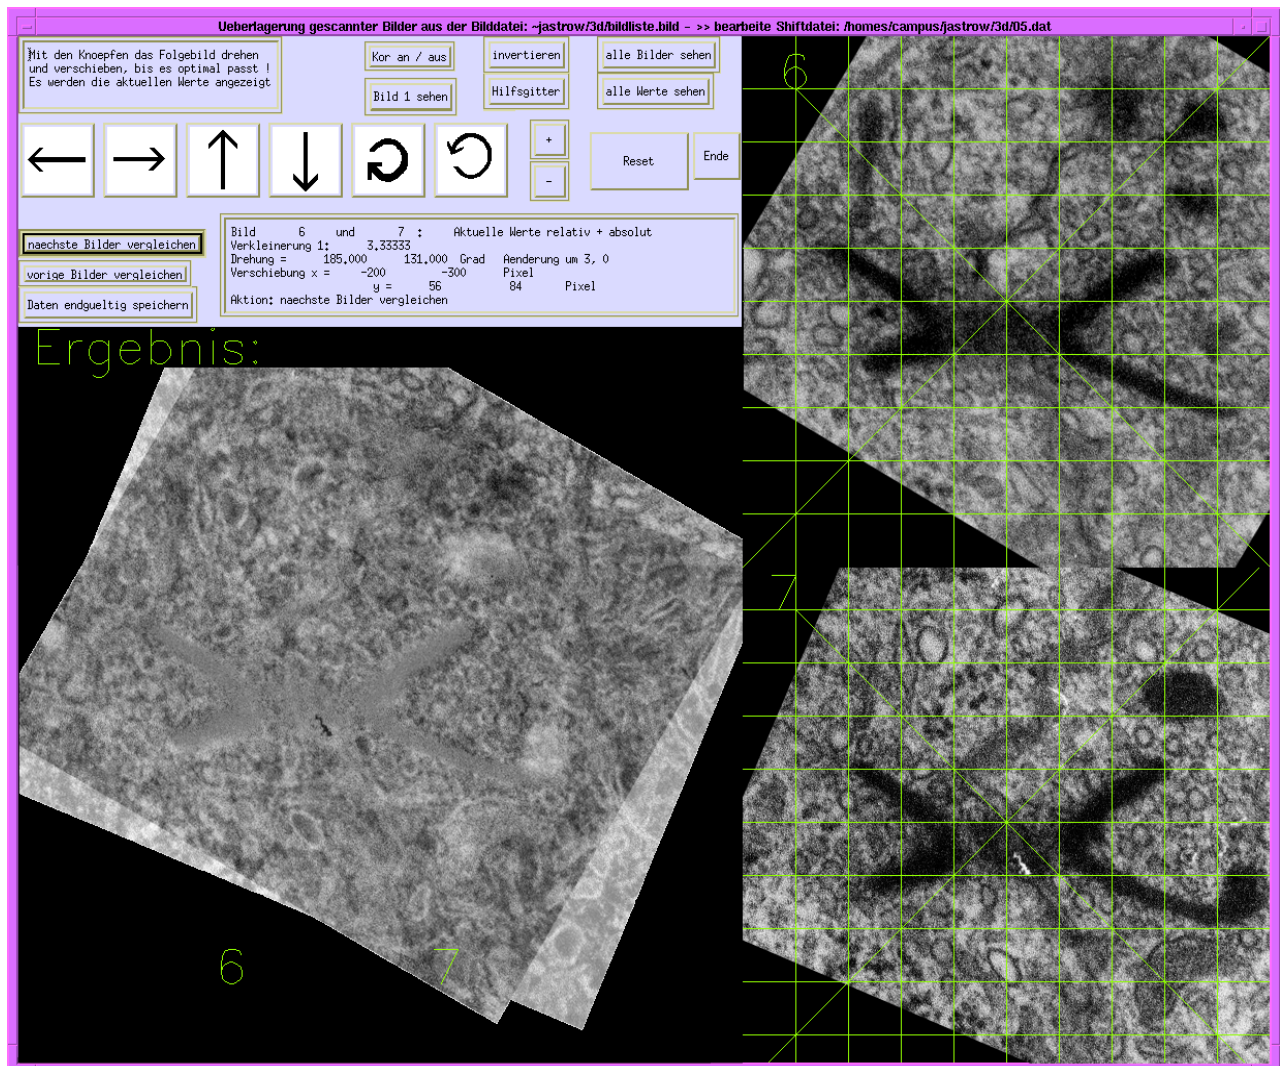 Ueberlagerung gescannter Bilder aus der Bilddatei: ~jastrow/3d/bildliste.bild - >> bearbeite Shiftdatei: /homes/campus/jastrow/3d/05.dat
Mit den Knoepfen das Folgebild drehen
und verschieben, bis es optimal passt !
Es werden die aktuellen Werte angezeigt
Kor an / aus
Bild 1 sehen
invertieren
Hilfsgitter
alle Bilder sehen
alle Werte sehen
+
-
Reset
Ende
naechste Bilder vergleichen
vorige Bilder vergleichen
Daten endgueltig speichern
Bild 6 und 7 : Aktuelle Werte relativ + absolut
Verkleinerung 1: 3.33333
Drehung = 185.000 131.000 Grad Aenderung um 3, 0
Verschiebung x = -200 -300 Pixel
y = 56 84 Pixel
Aktion: naechste Bilder vergleichen
Ergebnis:
6 7
6
7